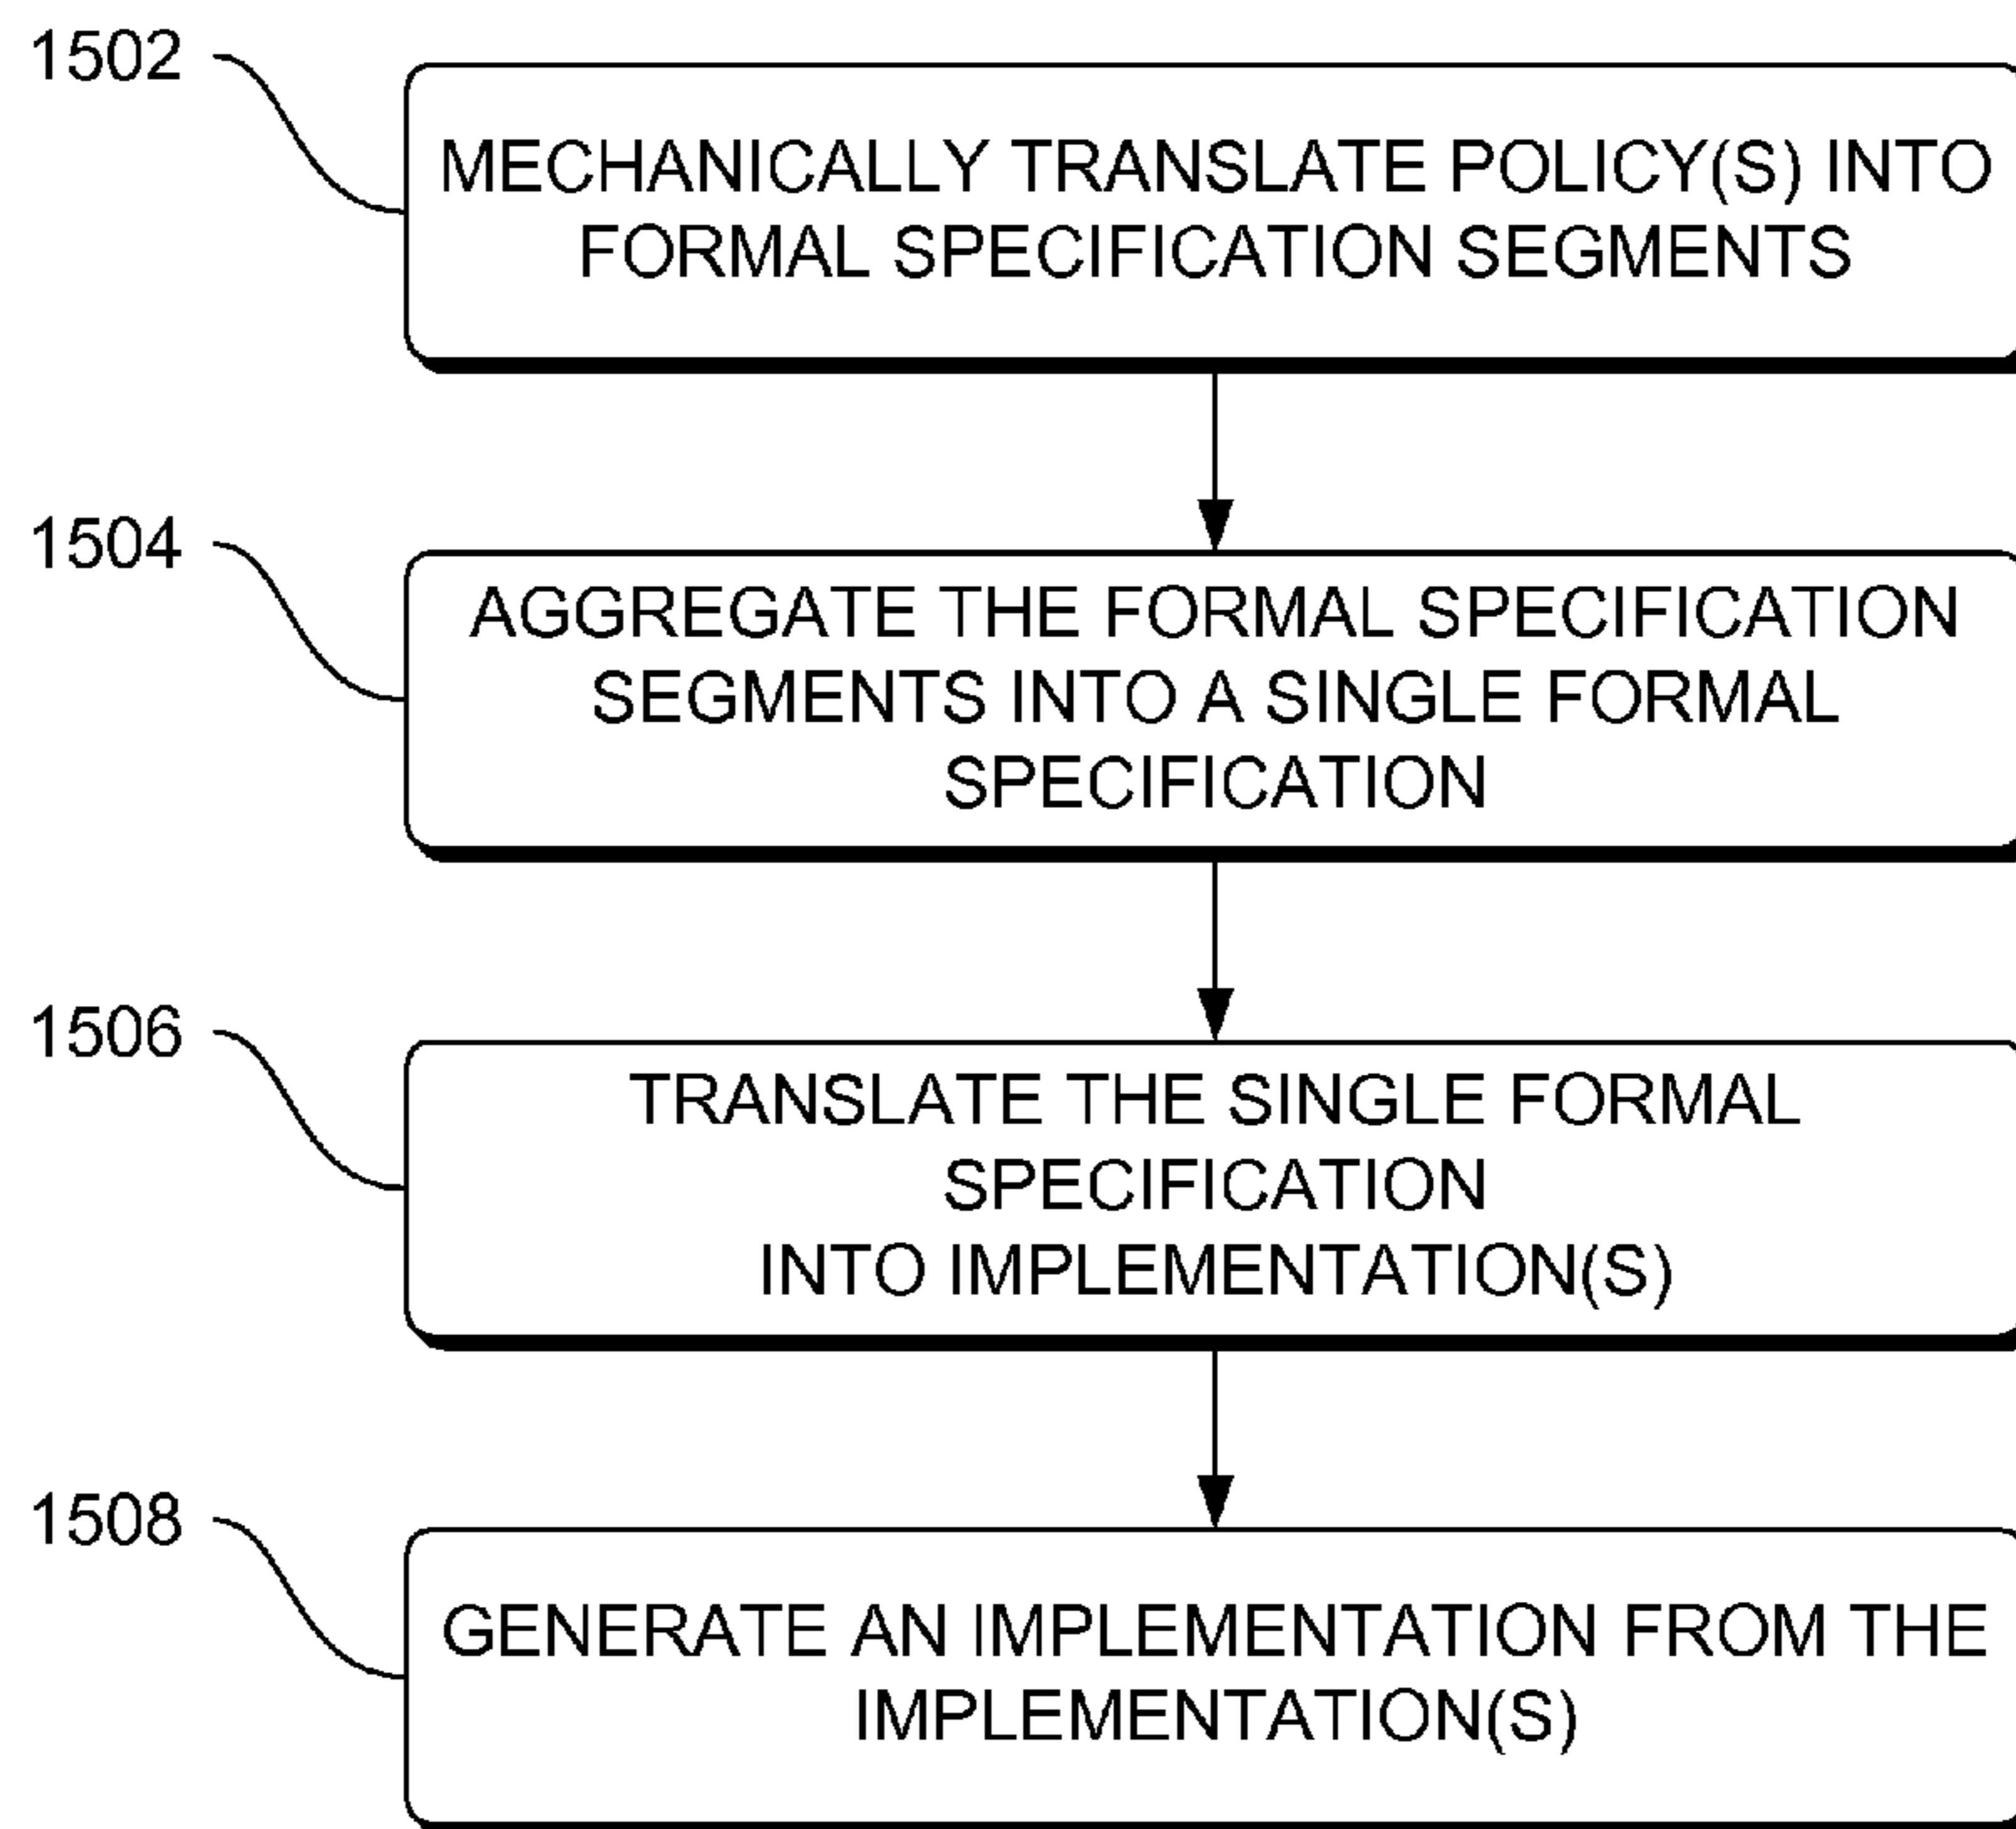 1502
MECHANICALLY TRANSLATE POLICY(S) INTO
FORMAL SPECIFICATION SEGMENTS
1504
AGGREGATE THE FORMAL SPECIFICATION
SEGMENTS INTO A SINGLE FORMAL
SPECIFICATION
1506
TRANSLATE THE SINGLE FORMAL
SPECIFICATION
INTO IMPLEMENTATION(S)
1508
GENERATE AN IMPLEMENTATION FROM THE
IMPLEMENTATION(S)